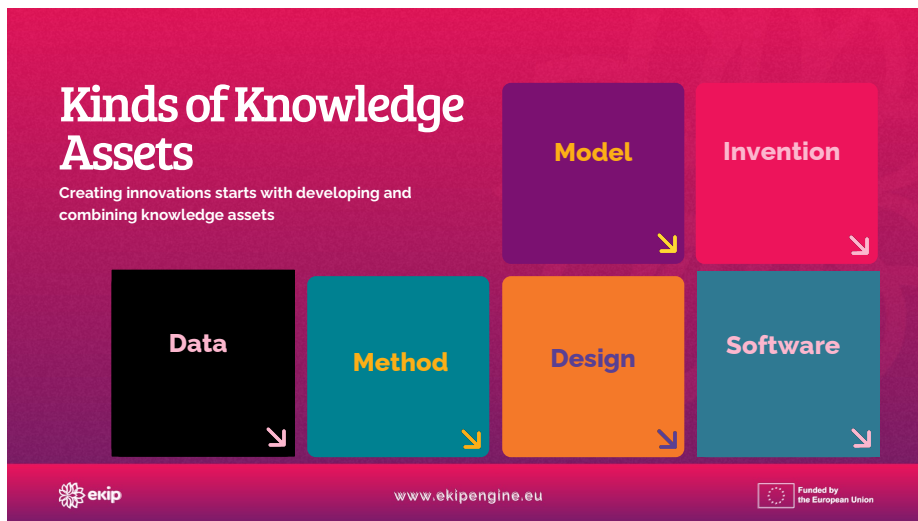 Kinds of Knowledge
Assets
Creating innovations starts with developing and
combining knowledge assets
Model
Invention
Data
Method
Design
Software
екip
www.ekipengine.eu
Funded by
the European Union